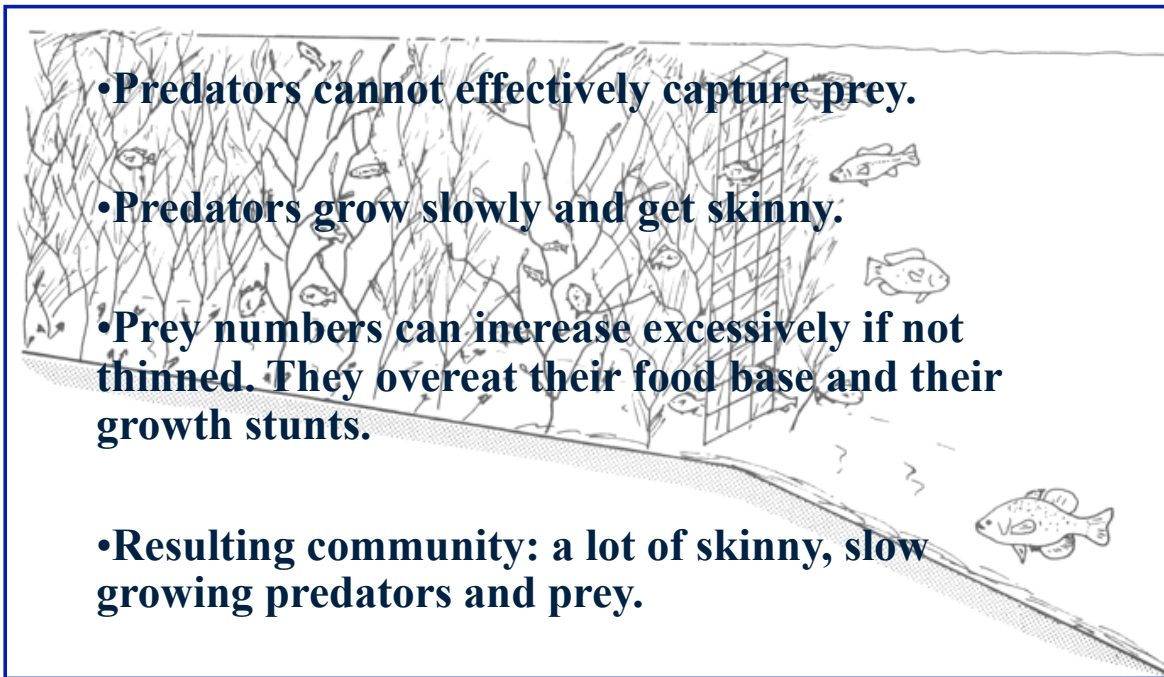 •Predators cannot effectively capture prey.
•Predators grow slowly and get skinny.
•Prey numbers can increase excessively if not
thinned. They overeat their food base and their
growth stunts.
•Resulting community: a lot of skinny, slow
growing predators and prey.